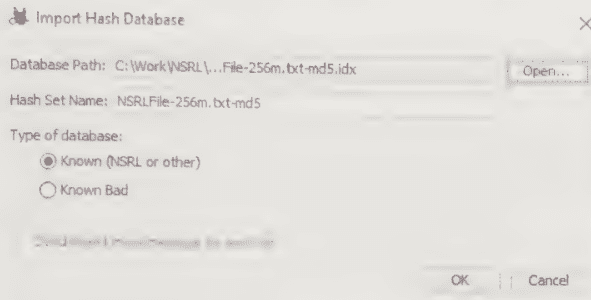 Import Hash Database
Database Path: C:\Work\NSRL\...File-256m.txt-md5.idx Open...
Hash Set Name: NSRLFile-256m.txt-md5
Type of database:
Known (NSRL or other)
Known Bad
OK Cancel